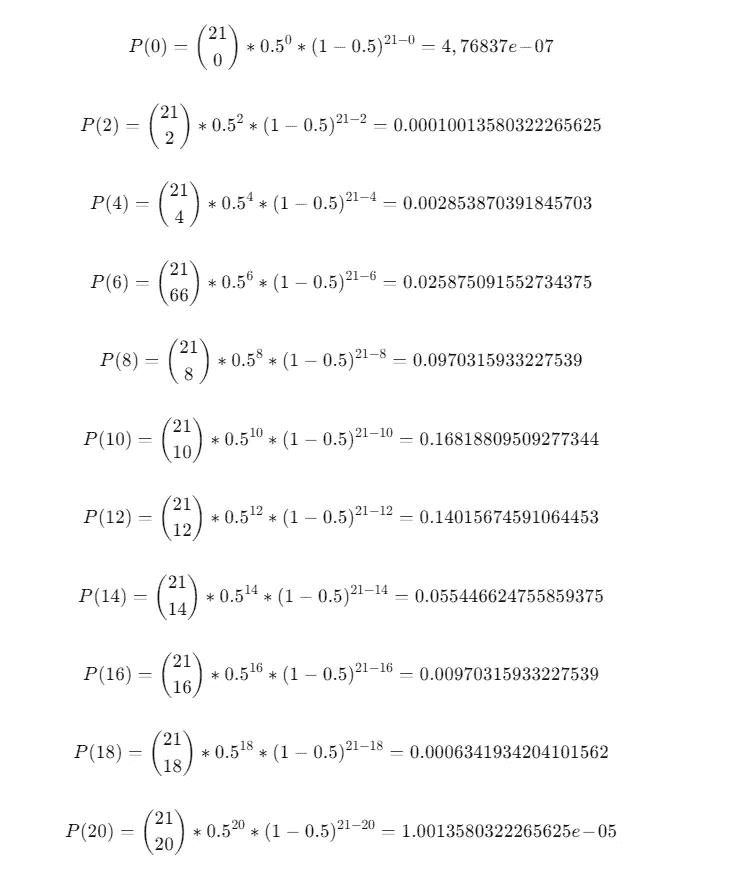 P(0) = (21 0) * 0.5^0 * (1 − 0.5)^21−0 = 4, 76837e−07
P(2) = (21 2) * 0.5^2 * (1 − 0.5)^21−2 = 0.00010013580322265625
P(4) = (21 4) * 0.5^4 * (1 − 0.5)^21−4 = 0.002853870391845703
P(6) = (21 66) * 0.5^6 * (1 − 0.5)^21−6 = 0.025875091552734375
P(8) = (21 8) * 0.5^8 * (1 − 0.5)^21−8 = 0.0970315933227539
P(10) = (21 10) * 0.5^10 * (1 − 0.5)^21−10 = 0.16818809509277344
P(12) = (21 12) * 0.5^12 * (1 − 0.5)^21−12 = 0.14015674591064453
P(14) = (21 14) * 0.5^14 * (1 − 0.5)^21−14 = 0.055446624755859375
P(16) = (21 16) * 0.5^16 * (1 − 0.5)^21−16 = 0.00970315933227539
P(18) = (21 18) * 0.5^18 * (1 − 0.5)^21−18 = 0.0006341934204101562
P(20) = (21 20) * 0.5^20 * (1 − 0.5)^21−20 = 1.0013580322265625e−05